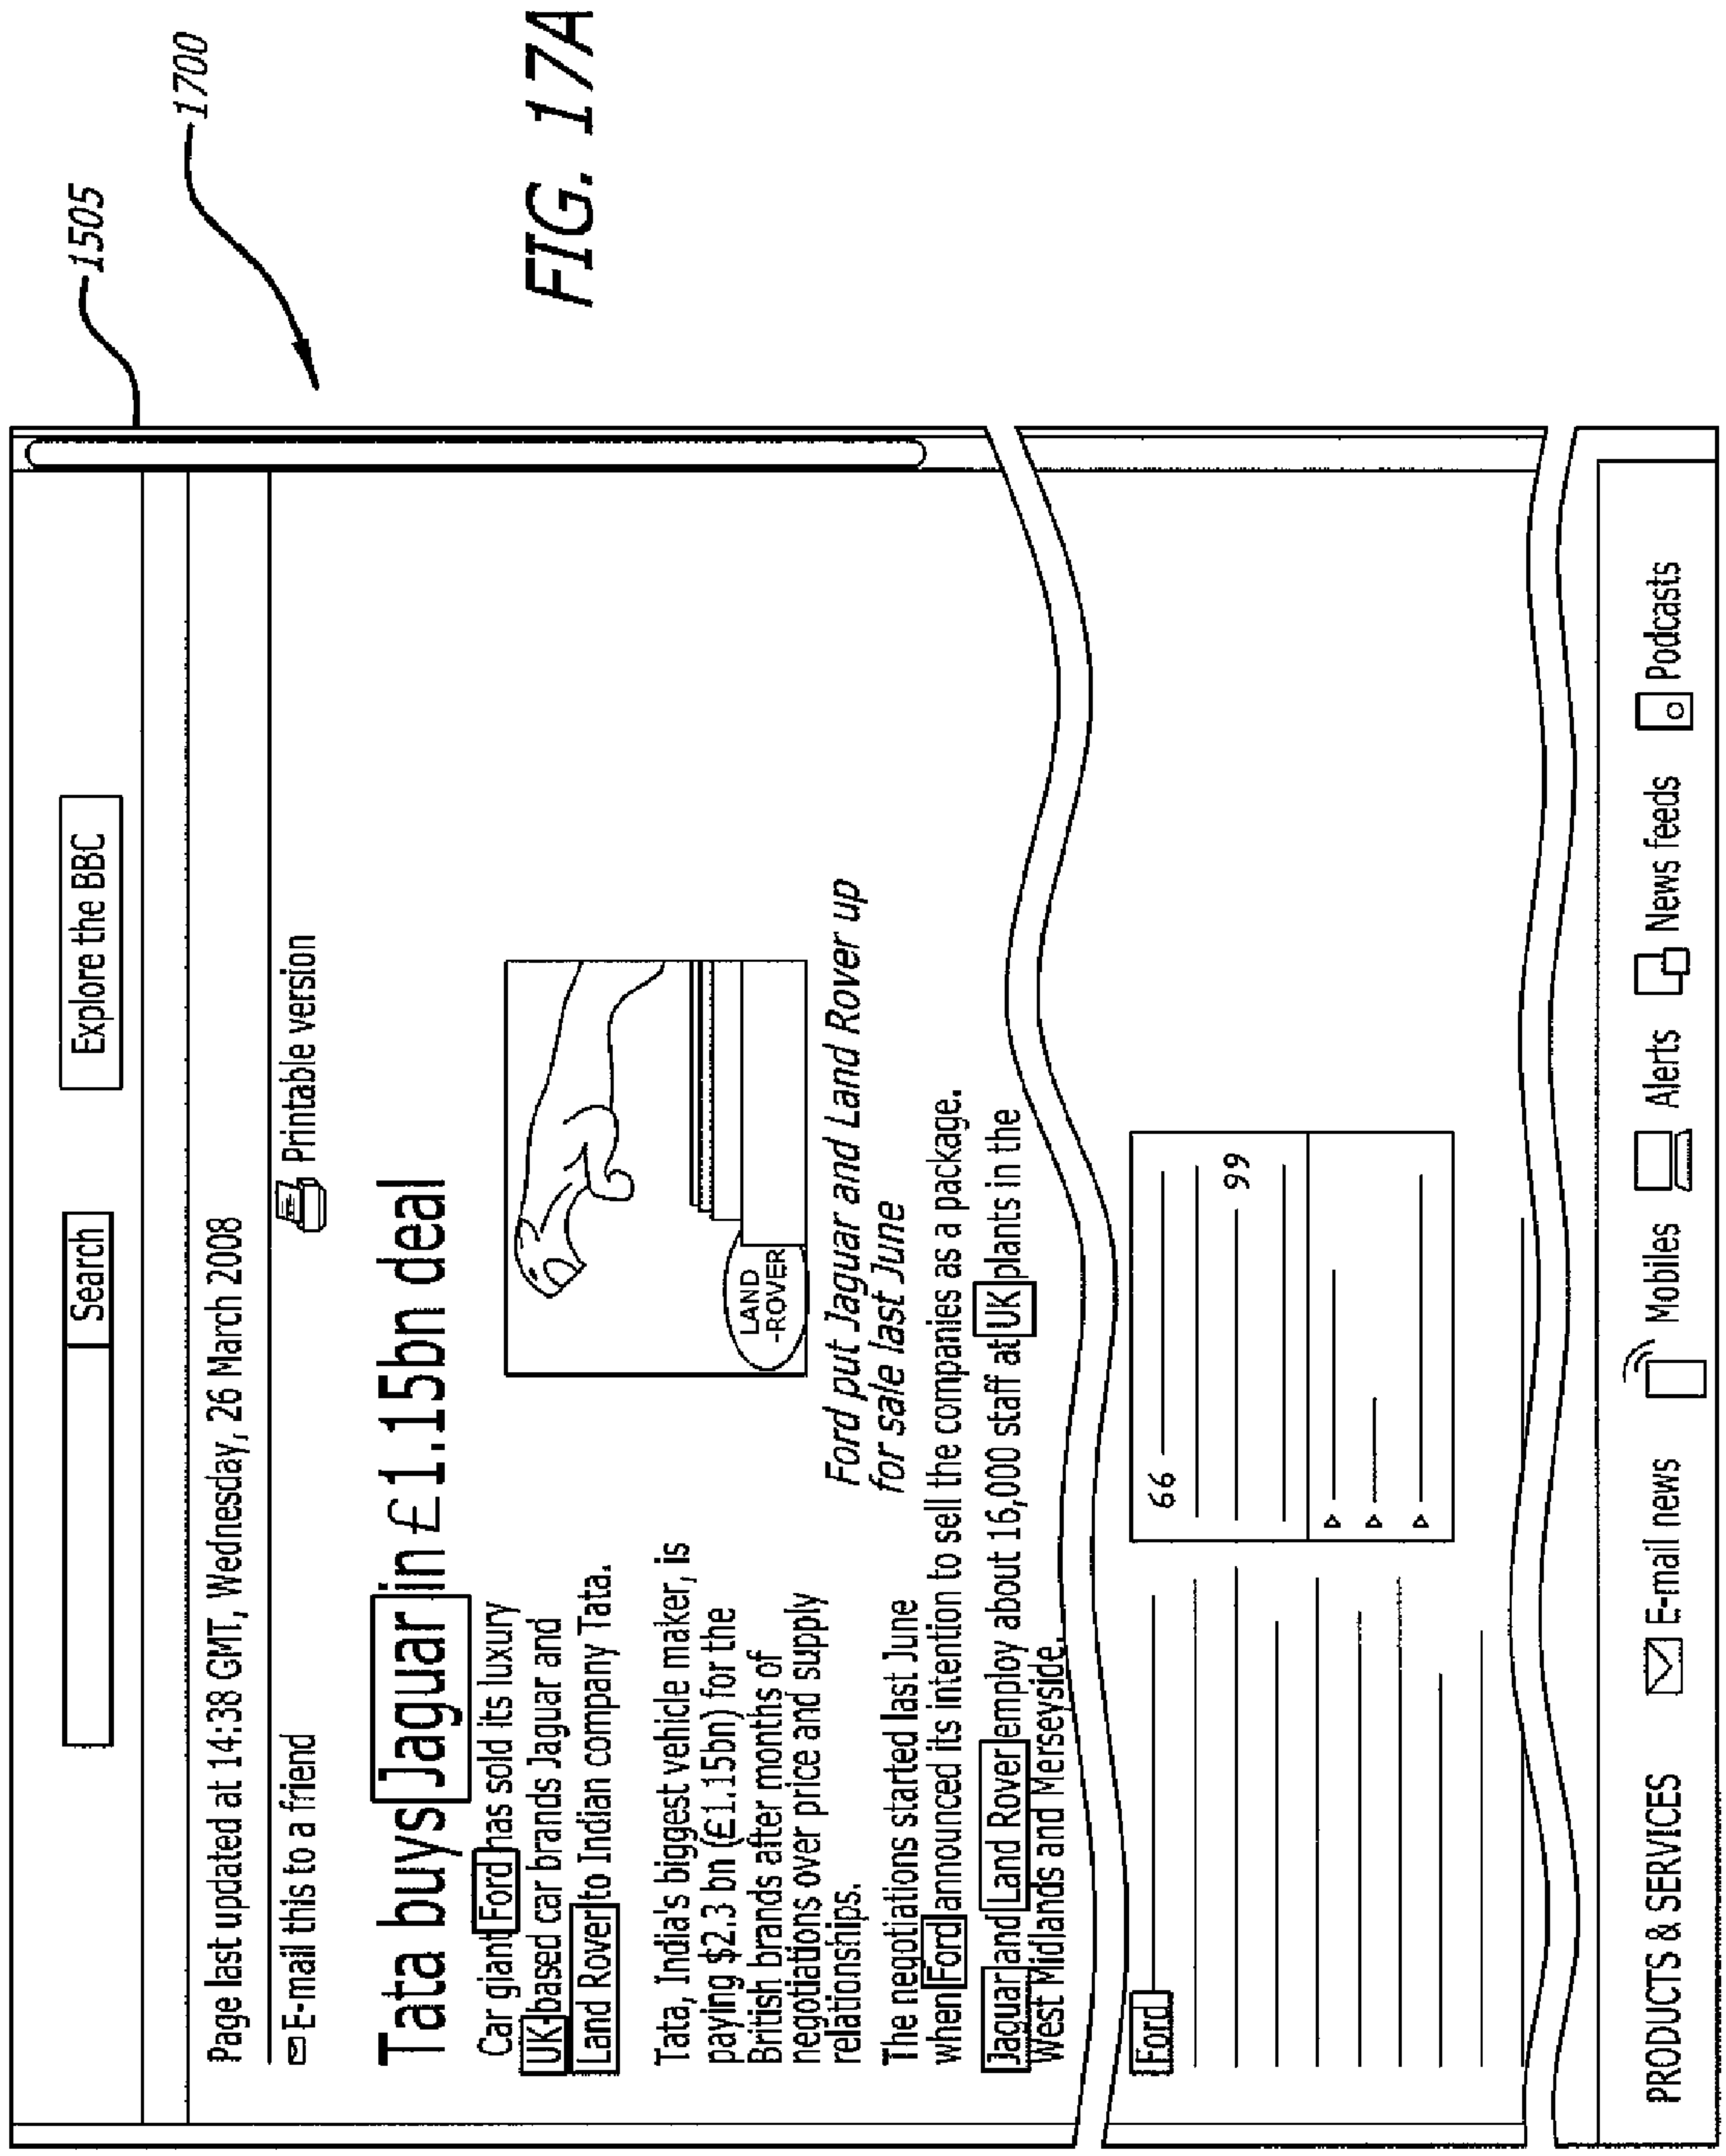 1505
1700
FIG. 17A
Search
Explore the BBC
Page last updated at 14:38 GMT, Wednesday, 26 March 2008
E-mail this to a friend
Printable version
Tata buys Jaguar in £1.15bn deal
Car giant Ford has sold its luxury
UK-based car brands Jaguar and
Land Rover to Indian company Tata.
LAND
-ROVER
Ford put Jaguar and Land Rover up
for sale last June
Tata, India's biggest vehicle maker, is
paying $2.3 bn (£1.15bn) for the
British brands after months of
negotiations over price and supply
relationships.
The negotiations started last June
when Ford announced its intention to sell the companies as a package.
Jaguar and Land Rover employ about 16,000 staff at UK plants in the
West Midlands and Merseyside.
Ford
66
99
PRODUCTS & SERVICES
E-mail news
Mobiles
Alerts
News feeds
Podcasts